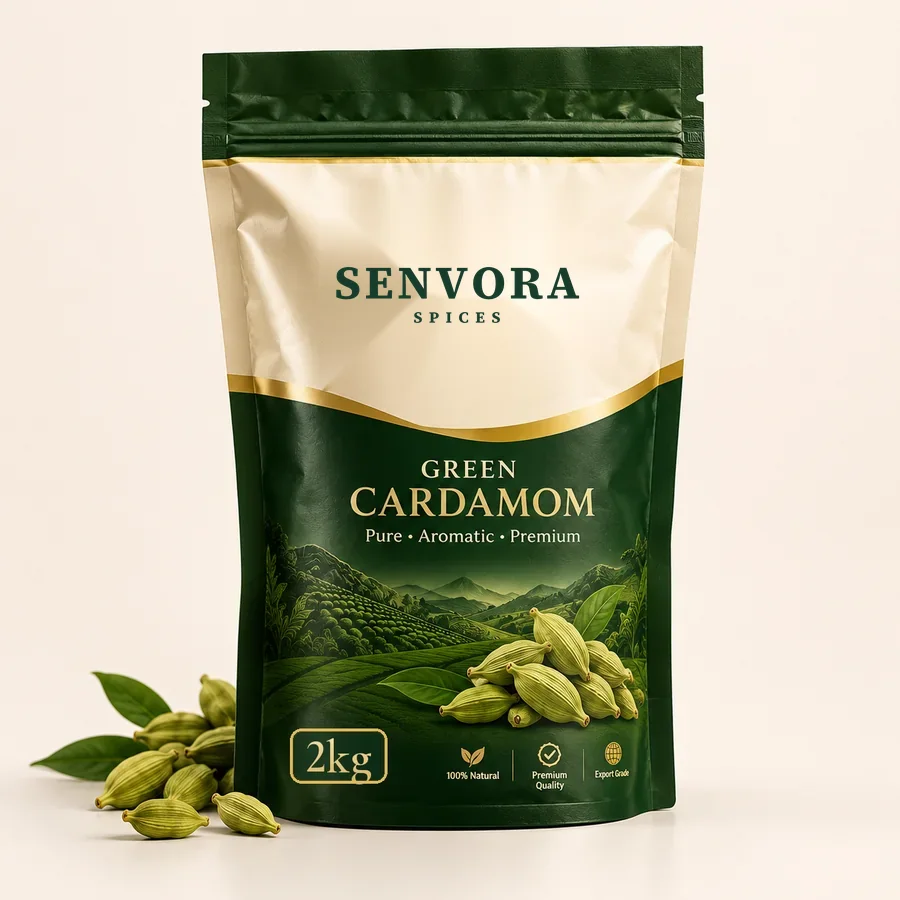 SENVORA
SPICES
GREEN
CARDAMOM
Pure • Aromatic • Premium
2kg
100% Natural
Premium
Quality
Export Grade